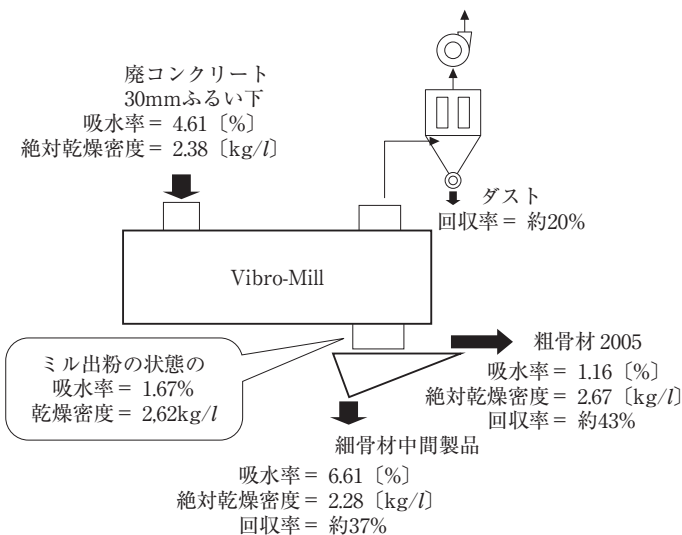 廃コンクリート
30mmふるい下
吸水率＝ 4.61〔%〕
絶対乾燥密度＝ 2.38〔kg/l〕
ダスト
回収率＝ 約20%
Vibro-Mill
ミル出粉の状態の
吸水率＝ 1.67%
乾燥密度＝ 2,62kg/l
粗骨材 2005
吸水率＝ 1.16〔%〕
絶対乾燥密度＝ 2.67〔kg/l〕
回収率＝ 約43%
細骨材中間製品
吸水率＝ 6.61〔%〕
絶対乾燥密度＝ 2.28〔kg/l〕
回収率＝ 約37%